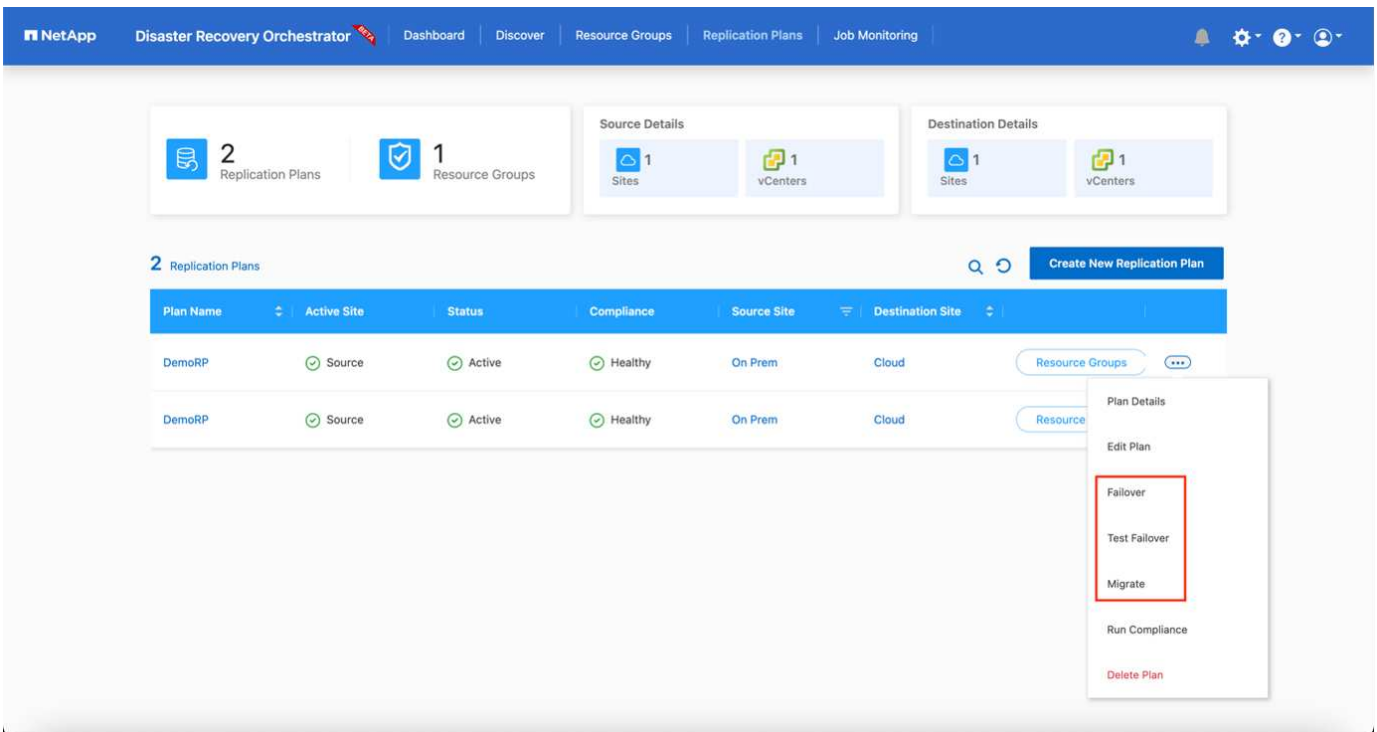 NetApp Disaster Recovery Orchestrator BETA Dashboard Discover Resource Groups Replication Plans Job Monitoring
Source Details Destination Details
2 Replication Plans 1 Resource Groups 1 Sites 1 vCenters 1 Sites 1 vCenters
2 Replication Plans Create New Replication Plan
Plan Name Active Site Status Compliance Source Site Destination Site
DemoRP Source Active Healthy On Prem Cloud Resource Groups
DemoRP Source Active Healthy On Prem Cloud Resource
Plan Details
Edit Plan
Failover
Test Failover
Migrate
Run Compliance
Delete Plan